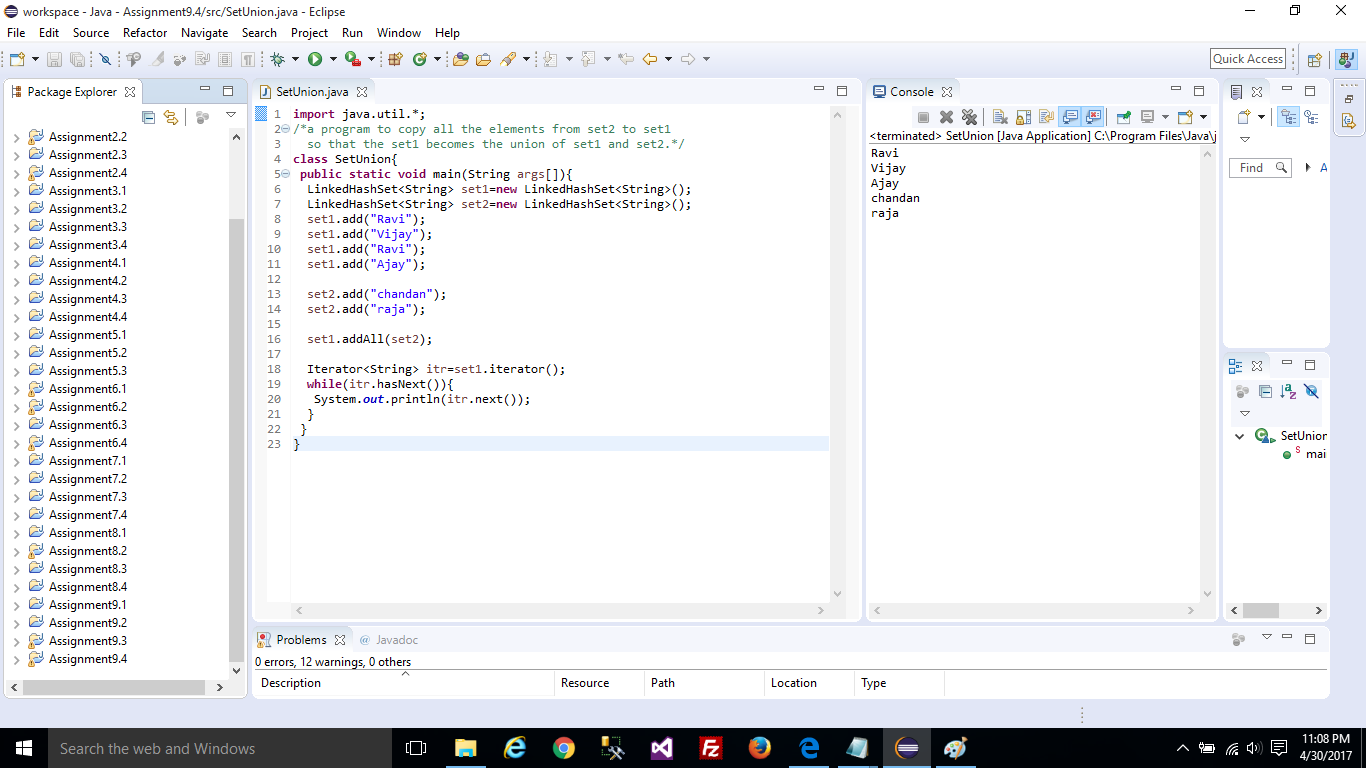 workspace - Java - Assignment9.4/src/SetUnion.java - Eclipse
File Edit Source Refactor Navigate Search Project Run Window Help
Quick Access
Package Explorer
Assignment2.2
Assignment2.3
Assignment2.4
Assignment3.1
Assignment3.2
Assignment3.3
Assignment3.4
Assignment4.1
Assignment4.2
Assignment4.3
Assignment4.4
Assignment5.1
Assignment5.2
Assignment5.3
Assignment6.1
Assignment6.2
Assignment6.3
Assignment6.4
Assignment7.1
Assignment7.2
Assignment7.3
Assignment7.4
Assignment8.1
Assignment8.2
Assignment8.3
Assignment8.4
Assignment9.1
Assignment9.2
Assignment9.3
Assignment9.4
SetUnion.java
1 import java.util.*;
2 /*a program to copy all the elements from set2 to set1
3 so that the set1 becomes the union of set1 and set2.*/
4 class SetUnion{
5 public static void main(String args[]){
6 LinkedHashSet<String> set1=new LinkedHashSet<String>();
7 LinkedHashSet<String> set2=new LinkedHashSet<String>();
8 set1.add("Ravi");
9 set1.add("Vijay");
10 set1.add("Ravi");
11 set1.add("Ajay");
12
13 set2.add("chandan");
14 set2.add("raja");
15
16 set1.addAll(set2);
17
18 Iterator<String> itr=set1.iterator();
19 while(itr.hasNext()){
20 System.out.println(itr.next());
21 }
22 }
23 }
Console
<terminated> SetUnion [Java Application] C:\Program Files\Java\j
Ravi
Vijay
Ajay
chandan
raja
Find A
SetUnion
S mai
Problems @ Javadoc
0 errors, 12 warnings, 0 others
Description Resource Path Location Type
Search the web and Windows
11:08 PM
4/30/2017